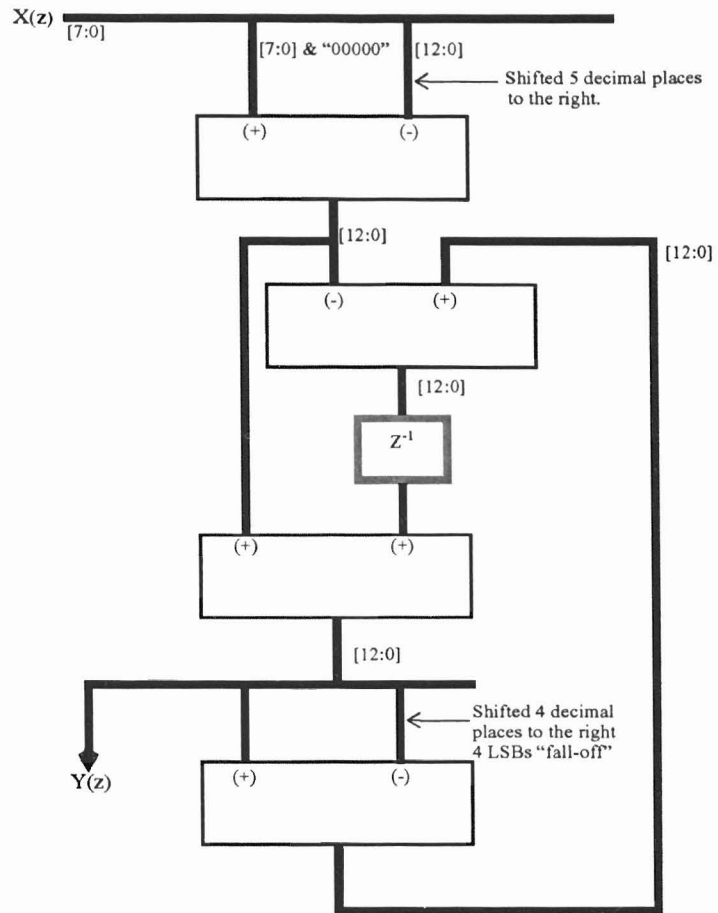 X(z)
[7:0]
[7:0] & “00000”
[12:0]
Shifted 5 decimal places
to the right.
(+)
(-)
[12:0]
[12:0]
(-)
(+)
[12:0]
Z-1
(+)
(+)
[12:0]
Shifted 4 decimal
places to the right
4 LSBs “fall-off”
Y(z)
(+)
(-)